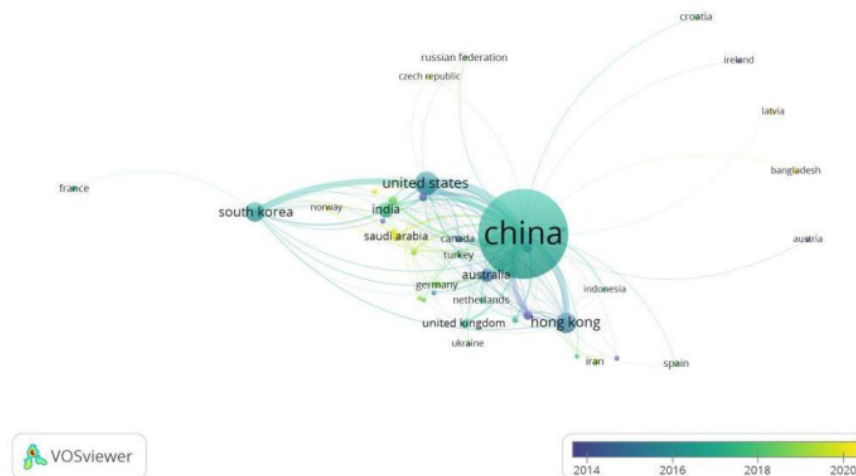 croatia
ireland
russian federation
czech republic
latvia
bangladesh
united states
france
norway
india
south korea
china
saudi arabia
canada
austria
turkey
australia
germany
indonesia
netherlands
united kingdom
hong kong
ukraine
iran
spain
VOSviewer
2014 2016 2018 2020